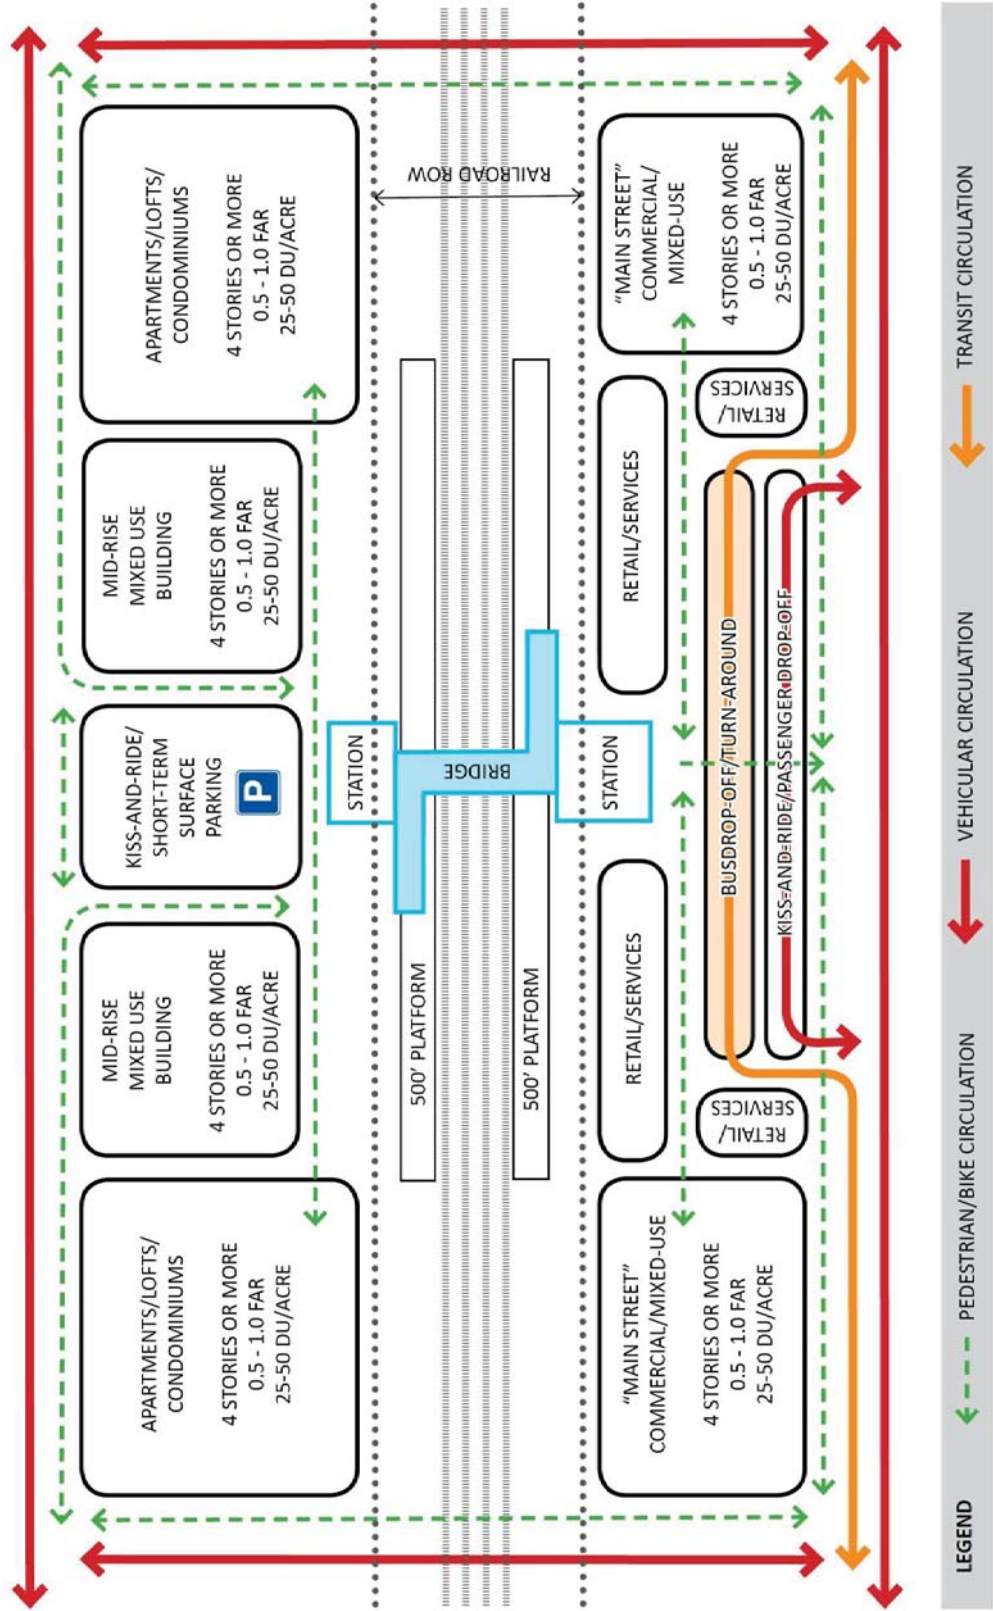 APARTMENTS/LOFTS/
CONDOMINIUMS
4 STORIES OR MORE
0.5 - 1.0 FAR
25-50 DU/ACRE
MID-RISE
MIXED USE
BUILDING
4 STORIES OR MORE
0.5 - 1.0 FAR
25-50 DU/ACRE
KISS-AND-RIDE/
SHORT-TERM
SURFACE
PARKING
P
MID-RISE
MIXED USE
BUILDING
4 STORIES OR MORE
0.5 - 1.0 FAR
25-50 DU/ACRE
APARTMENTS/LOFTS/
CONDOMINIUMS
4 STORIES OR MORE
0.5 - 1.0 FAR
25-50 DU/ACRE
STATION
500' PLATFORM
BRIDGE
RAILROAD ROW
500' PLATFORM
STATION
"MAIN STREET"
COMMERCIAL/MIXED-USE
4 STORIES OR MORE
0.5 - 1.0 FAR
25-50 DU/ACRE
RETAIL/SERVICES
RETAIL/SERVICES
"MAIN STREET"
COMMERCIAL/
MIXED-USE
4 STORIES OR MORE
0.5 - 1.0 FAR
25-50 DU/ACRE
RETAIL/
SERVICES
BUSDROP-OFF/TURN-AROUND
KISS-AND-RIDE/PASSENGER DROP-OFF
RETAIL/
SERVICES
LEGEND
PEDESTRIAN/BIKE CIRCULATION
VEHICULAR CIRCULATION
TRANSIT CIRCULATION